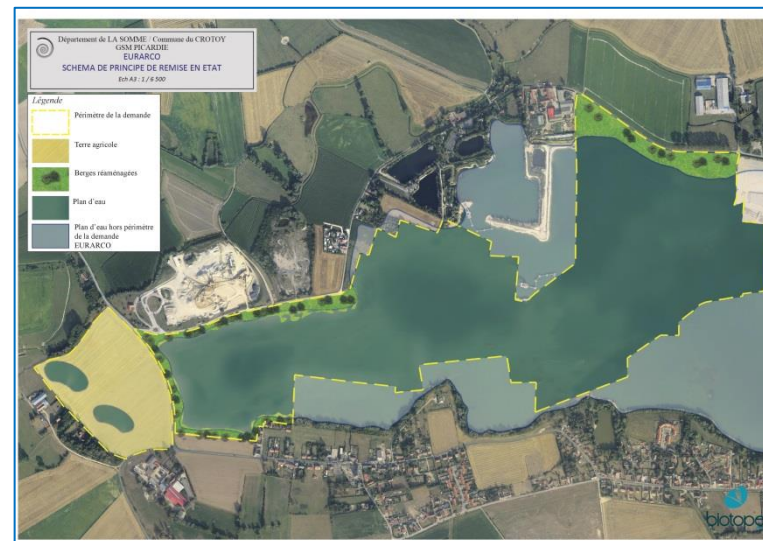 Département de LA SOMME / Commune du CROTOY
GSM PICARDIE
EURARCO
SCHEMA DE PRINCIPE DE REMISE EN ETAT
Ech A3 : 1 / 6 500
Légende
Périmètre de la demande
Terre agricole
Berges réaménagées
Plan d'eau
Plan d'eau hors périmètre
de la demande
EURARCO
biotope